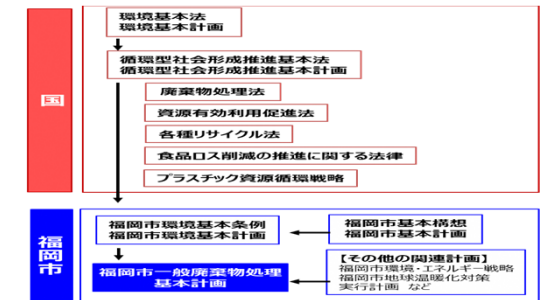 国
環境基本法
環境基本計画
循環型社会形成推進基本法
循環型社会形成推進基本計画
廃棄物処理法
資源有効利用促進法
各種リサイクル法
食品ロス削減の推進に関する法律
プラスチック資源循環戦略
福岡市
福岡市環境基本条例
福岡市環境基本計画
福岡市基本構想
福岡市基本計画
福岡市一般廃棄物処理
基本計画
【その他の関連計画】
福岡市環境・エネルギー戦略
福岡市地球温暖化対策
実行計画 など